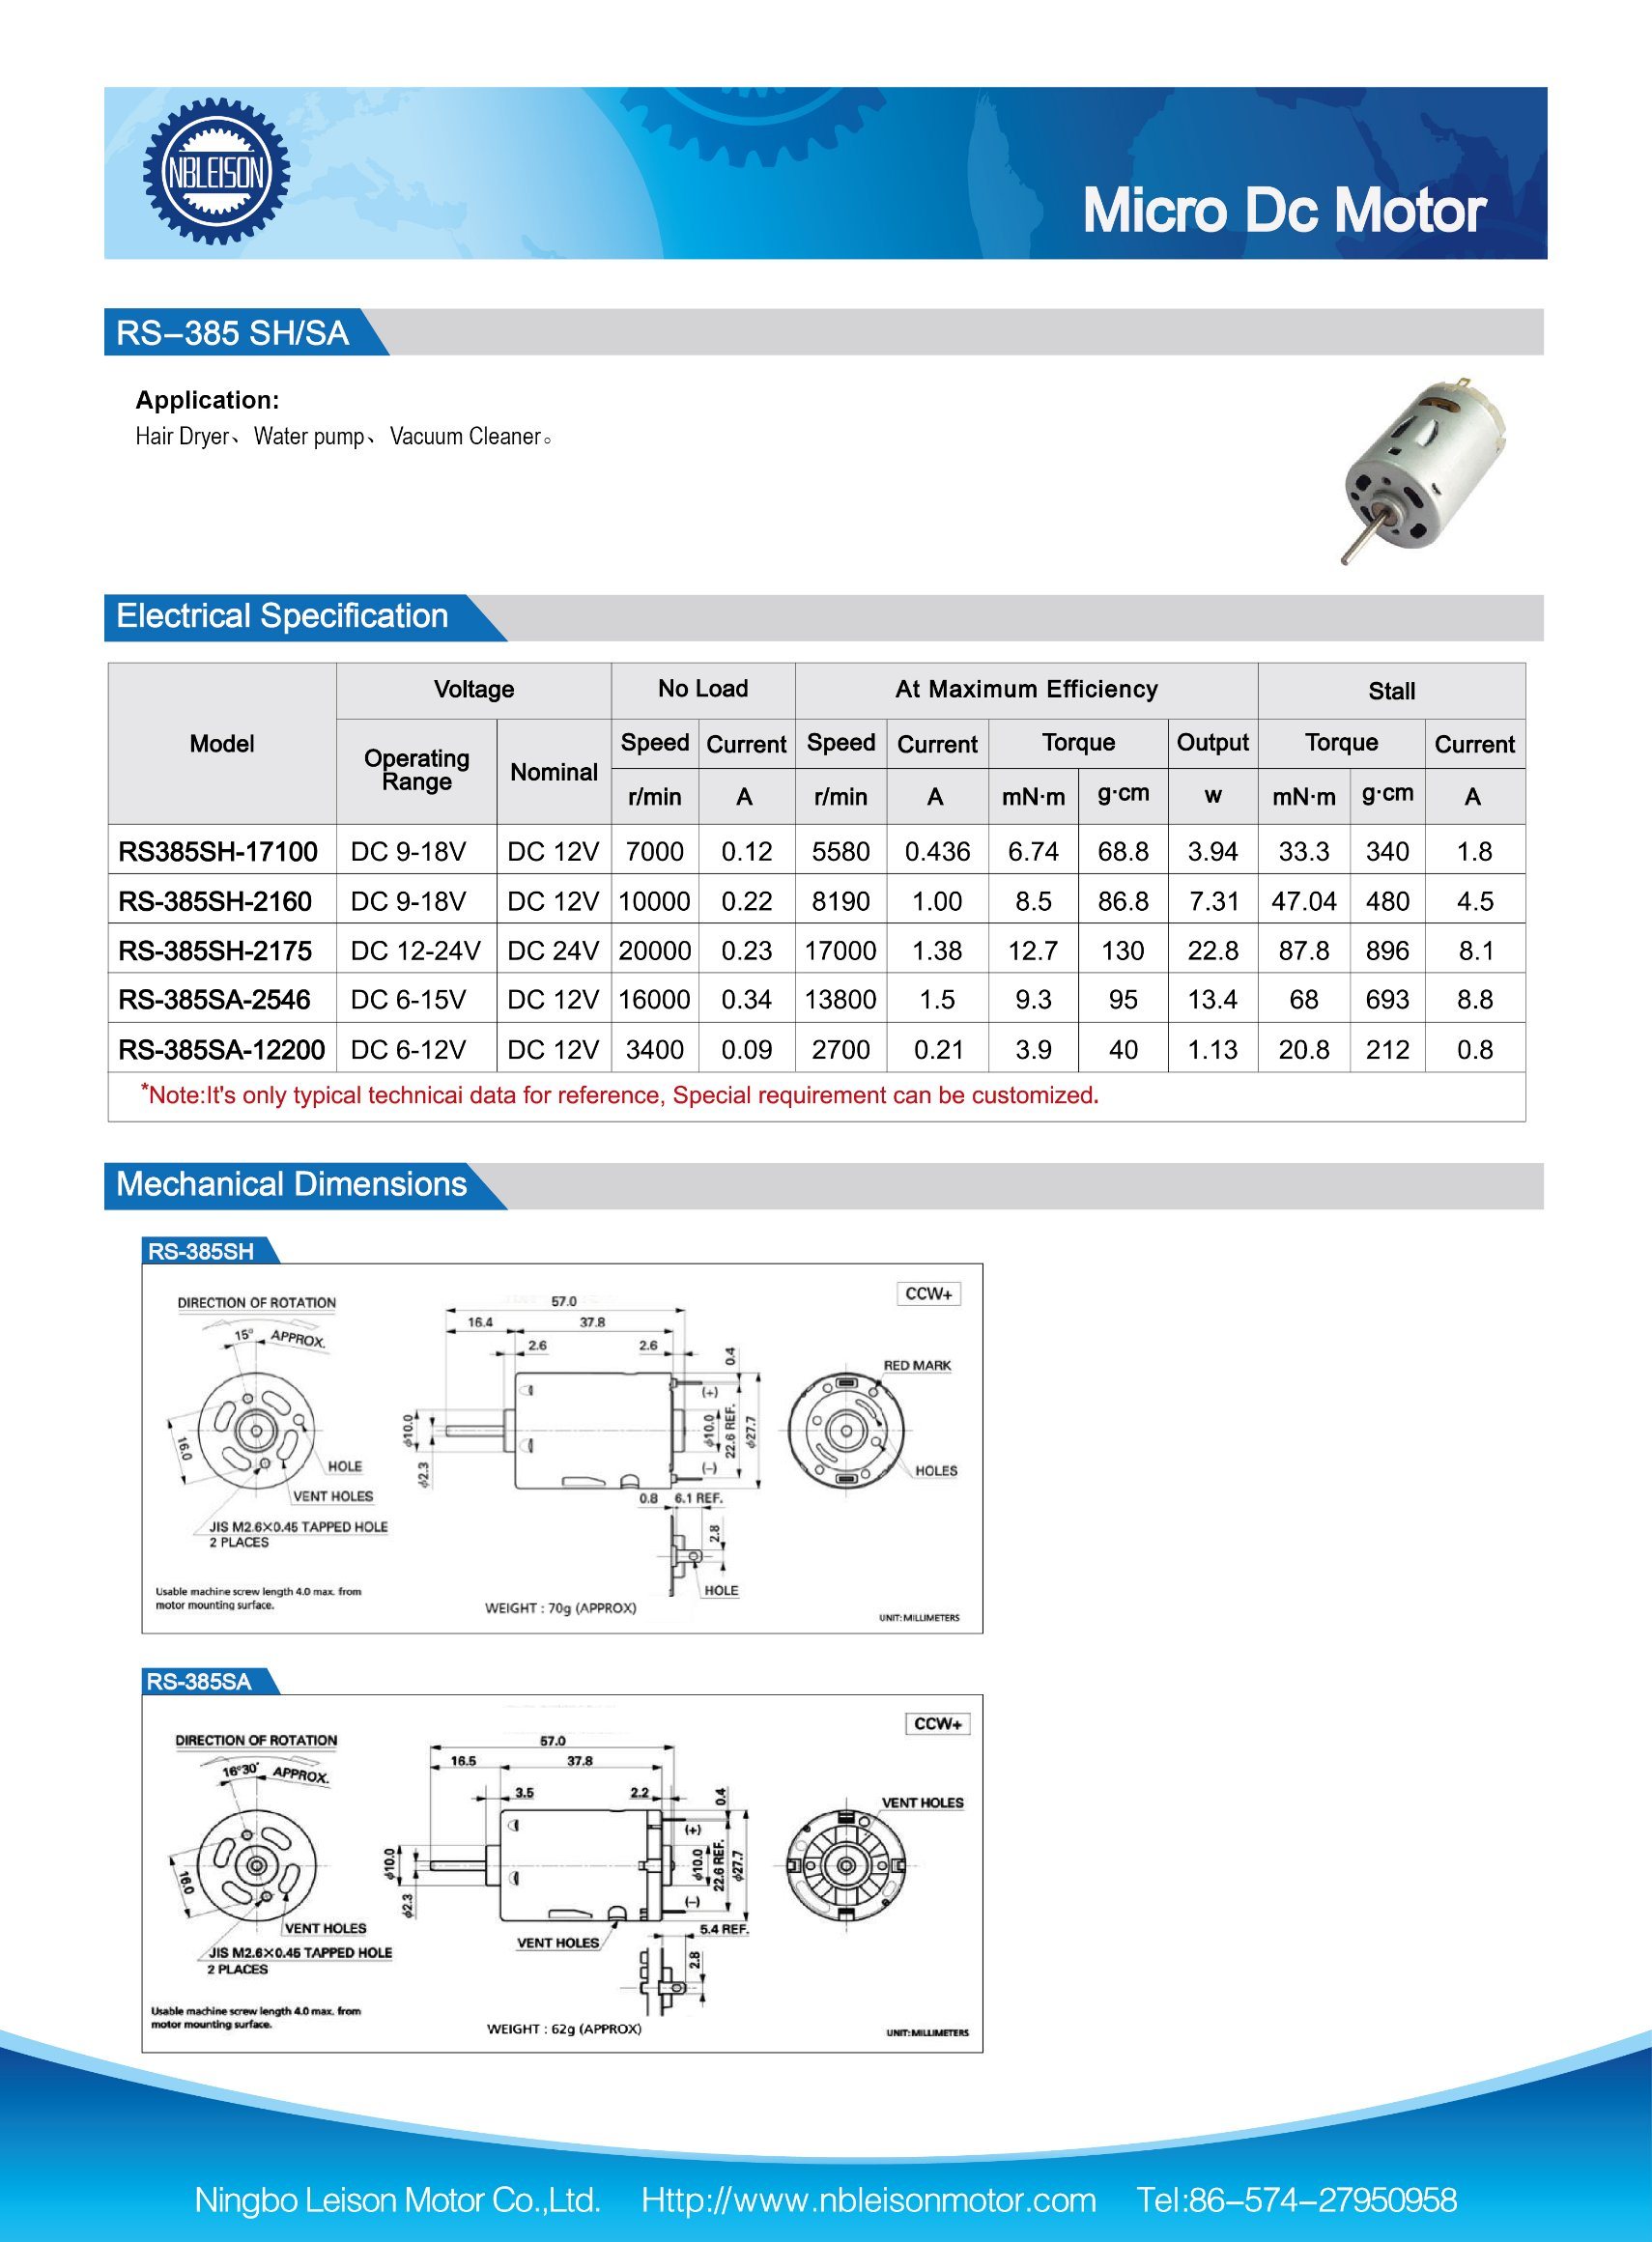 NBLEISON
Micro Dc Motor
RS–385 SH/SA
Application:
Hair Dryer、Water pump、Vacuum Cleaner。
Electrical Specification
Model Voltage No Load At Maximum Efficiency Stall
Operating Range Nominal Speed Current Speed Current Torque Output Torque Current
r/min A r/min A mN·m g·cm w mN·m g·cm A
RS385SH-17100 DC 9-18V DC 12V 7000 0.12 5580 0.436 6.74 68.8 3.94 33.3 340 1.8
RS-385SH-2160 DC 9-18V DC 12V 10000 0.22 8190 1.00 8.5 86.8 7.31 47.04 480 4.5
RS-385SH-2175 DC 12-24V DC 24V 20000 0.23 17000 1.38 12.7 130 22.8 87.8 896 8.1
RS-385SA-2546 DC 6-15V DC 12V 16000 0.34 13800 1.5 9.3 95 13.4 68 693 8.8
RS-385SA-12200 DC 6-12V DC 12V 3400 0.09 2700 0.21 3.9 40 1.13 20.8 212 0.8
*Note:It's only typical technicai data for reference, Special requirement can be customized.
Mechanical Dimensions
RS-385SH
CCW+
DIRECTION OF ROTATION
15° APPROX.
57.0
16.4 37.8
2.6 2.6 0.4
RED MARK
(+)
16.0
ϕ10.0
ϕ2.3
ϕ10.0
22.6 REF.
ϕ27.7
(–)
HOLE
HOLES
VENT HOLES
0.8 6.1 REF.
JIS M2.6×0.45 TAPPED HOLE
2 PLACES
2.8
HOLE
Usable machine screw length 4.0 max. from
motor mounting surface.
WEIGHT : 70g (APPROX)
UNIT: MILLIMETERS
RS-385SA
CCW+
DIRECTION OF ROTATION
16°30' APPROX.
57.0
16.5 37.8
3.5 2.2 0.4
VENT HOLES
(+)
16.0
ϕ10.0
ϕ2.3
ϕ10.0
22.6 REF.
ϕ27.7
(–)
VENT HOLES
5.4 REF.
VENT HOLES
JIS M2.6×0.45 TAPPED HOLE
2 PLACES
2.8
Usable machine screw length 4.0 max. from
motor mounting surface.
WEIGHT : 62g (APPROX)
UNIT: MILLIMETERS
Ningbo Leison Motor Co.,Ltd. Http://www.nbleisonmotor.com Tel:86–574–27950958